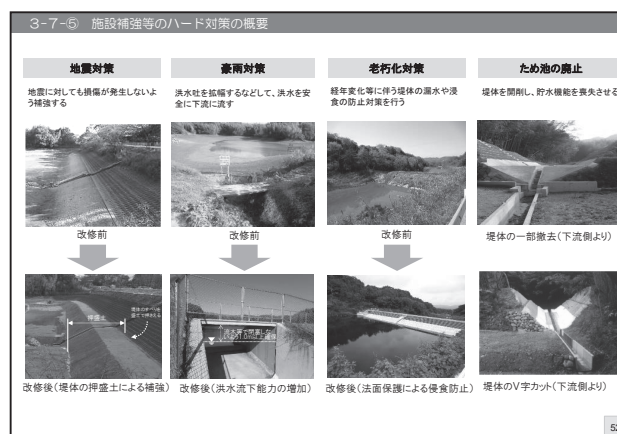 3-7-⑤ 施設補強等のハード対策の概要
地震対策
地震に対しても損傷が発生しないよ
う補強する
改修前
押盛土
改修後(堤体の押盛土による補強)
豪雨対策
洪水吐を拡幅するなどして、洪水を安
全に下流に流す
改修前
改修後(洪水流下能力の増加)
老朽化対策
経年変化等に伴う堤体の漏水や浸
食の防止対策を行う
改修前
改修後(法面保護による侵食防止)
ため池の廃止
堤体を開削し、貯水機能を喪失させる
堤体の一部撤去(下流側より)
堤体のV字カット(下流側より)
52